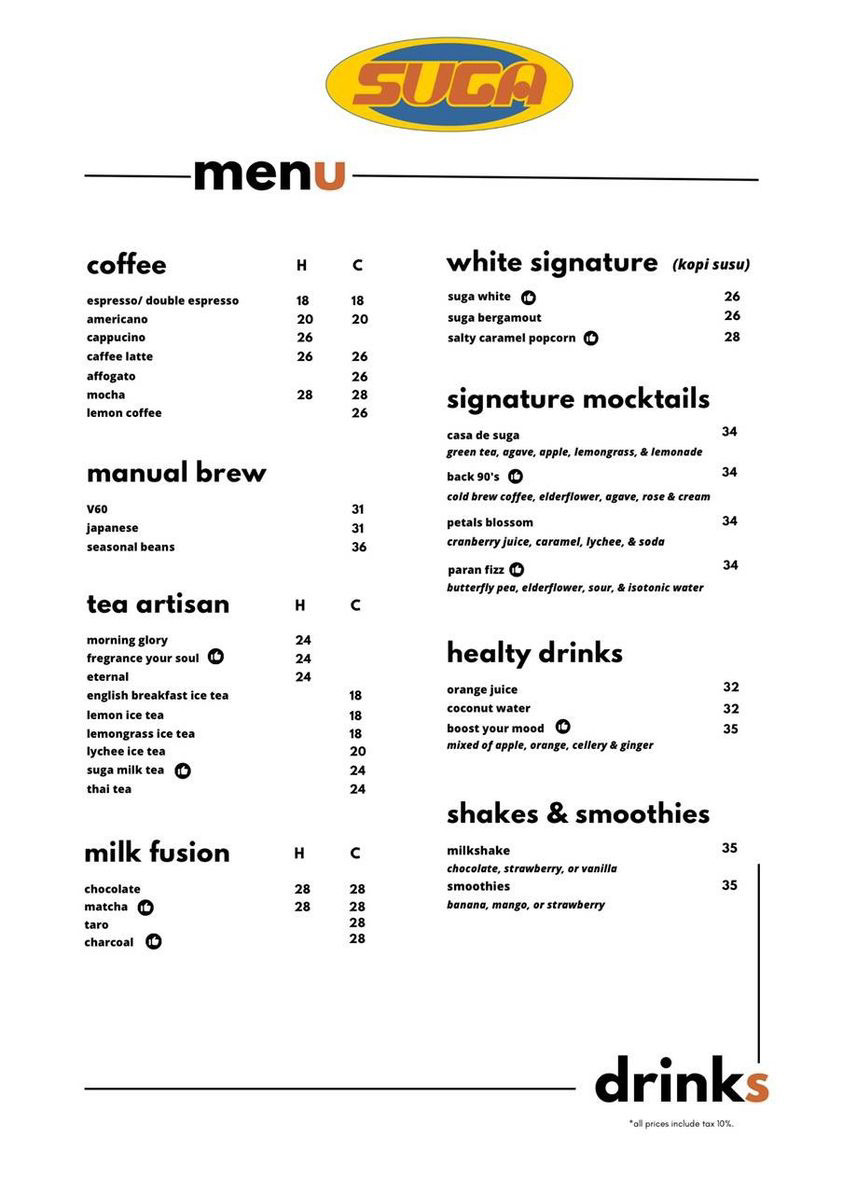 SUGA
menu
coffee H C
espresso/ double espresso 18 18
americano 20 20
cappucino 26
caffee latte 26 26
affogato 26
mocha 28 28
lemon coffee 26
manual brew
V60 31
japanese 31
seasonal beans 36
tea artisan H C
morning glory 24
fregrance your soul 24
eternal 24
english breakfast ice tea 18
lemon ice tea 18
lemongrass ice tea 18
lychee ice tea 20
suga milk tea 24
thai tea 24
milk fusion H C
chocolate 28 28
matcha 28 28
taro 28
charcoal 28
white signature (kopi susu)
suga white 26
suga bergamout 26
salty caramel popcorn 28
signature mocktails
casa de suga 34
green tea, agave, apple, lemongrass, & lemonade
back 90's 34
cold brew coffee, elderflower, agave, rose & cream
petals blossom 34
cranberry juice, caramel, lychee, & soda
paran fizz 34
butterfly pea, elderflower, sour, & isotonic water
healty drinks
orange juice 32
coconut water 32
boost your mood 35
mixed of apple, orange, cellery & ginger
shakes & smoothies
milkshake 35
chocolate, strawberry, or vanilla
smoothies 35
banana, mango, or strawberry
drinks
*all prices include tax 10%.